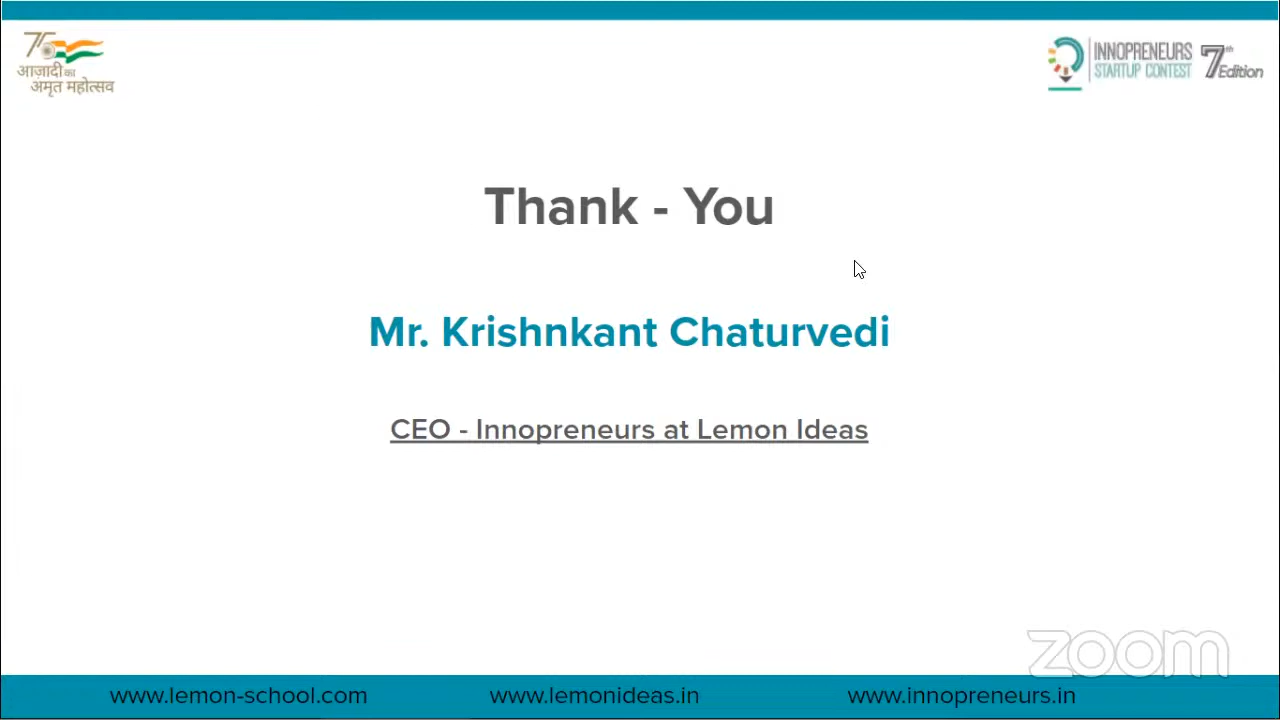 75
आज़ादी का
अमृत महोत्सव
INNOPRENEURS
STARTUP CONTEST
7th Edition
Thank - You
Mr. Krishnkant Chaturvedi
CEO - Innopreneurs at Lemon Ideas
zoom
www.lemon-school.com www.lemonideas.in www.innopreneurs.in